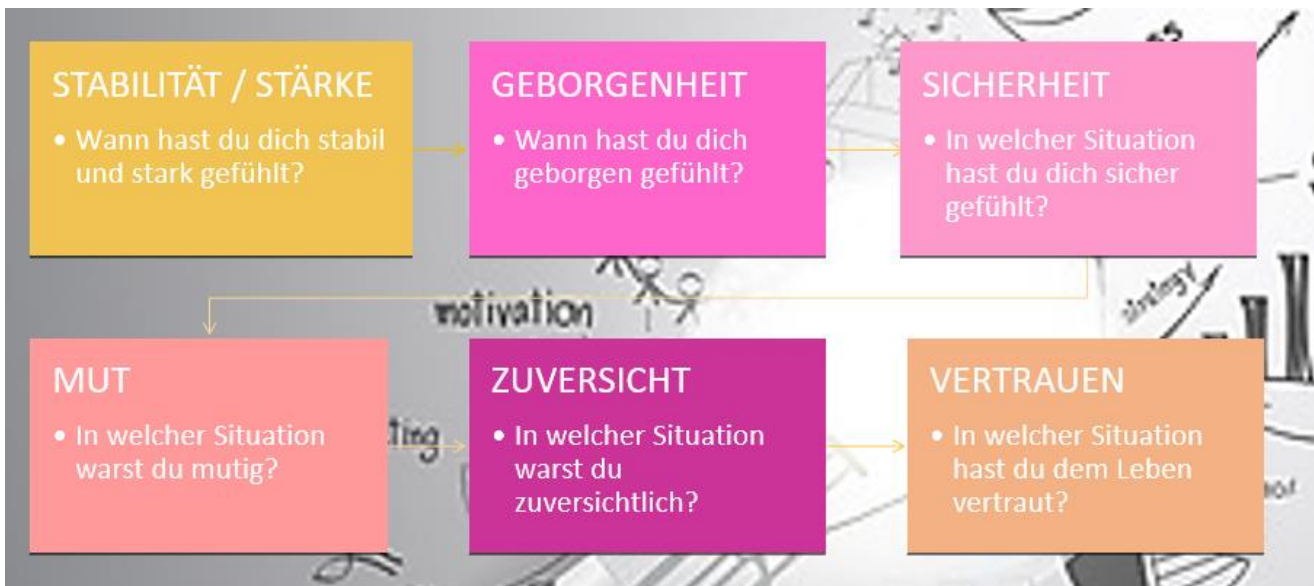 STABILITÄT / STÄRKE
• Wann hast du dich stabil
und stark gefühlt?
GEBORGENHEIT
• Wann hast du dich
geborgen gefühlt?
SICHERHEIT
• In welcher Situation
hast du dich sicher
gefühlt?
motivation
strategy
MUT
• In welcher Situation
warst du mutig?
ting
ZUVERSICHT
• In welcher Situation
warst du
zuversichtlich?
VERTRAUEN
• In welcher Situation
hast du dem Leben
vertraut?